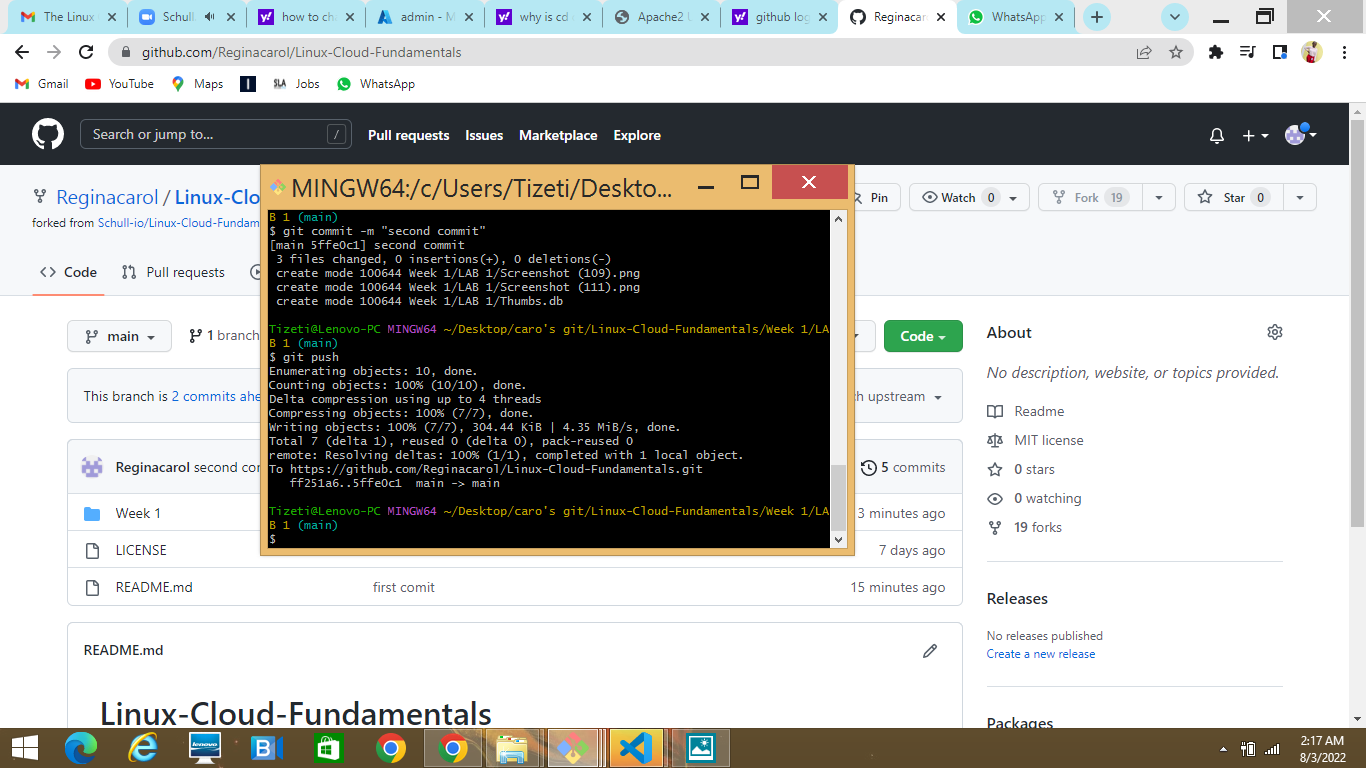 The Linux
Schull
how to cha
admin - M
why is cd
Apache2 U
github log
Reginacar
WhatsApp
github.com/Reginacarol/Linux-Cloud-Fundamentals
Gmail
YouTube
Maps
SLA
Jobs
WhatsApp
Search or jump to...
/
Pull requests
Issues
Marketplace
Explore
Reginacarol / Linux-Clo
forked from Schull-io/Linux-Cloud-Fundam
Pin
Watch 0
Fork 19
Star 0
Code
Pull requests
main
1 branch
Code
This branch is 2 commits ahe
ch upstream
Reginacarol second con
5 commits
Week 1
3 minutes ago
LICENSE
7 days ago
README.md
first comit
15 minutes ago
README.md
Linux-Cloud-Fundamentals
MINGW64:/c/Users/Tizeti/Deskto...
B 1 (main)
$ git commit -m "second commit"
[main 5ffe0c1] second commit
3 files changed, 0 insertions(+), 0 deletions(-)
create mode 100644 Week 1/LAB 1/Screenshot (109).png
create mode 100644 Week 1/LAB 1/Screenshot (111).png
create mode 100644 Week 1/LAB 1/Thumbs.db
Tizeti@Lenovo-PC MINGW64 ~/Desktop/caro's git/Linux-Cloud-Fundamentals/Week 1/LA
B 1 (main)
$ git push
Enumerating objects: 10, done.
Counting objects: 100% (10/10), done.
Delta compression using up to 4 threads
Compressing objects: 100% (7/7), done.
Writing objects: 100% (7/7), 304.44 KiB | 4.35 MiB/s, done.
Total 7 (delta 1), reused 0 (delta 0), pack-reused 0
remote: Resolving deltas: 100% (1/1), completed with 1 local object.
To https://github.com/Reginacarol/Linux-Cloud-Fundamentals.git
ff251a6..5ffe0c1 main -> main
Tizeti@Lenovo-PC MINGW64 ~/Desktop/caro's git/Linux-Cloud-Fundamentals/Week 1/LA
B 1 (main)
$
About
No description, website, or topics provided.
Readme
MIT license
0 stars
0 watching
19 forks
Releases
No releases published
Create a new release
Packages
lenovo
2:17 AM
8/3/2022